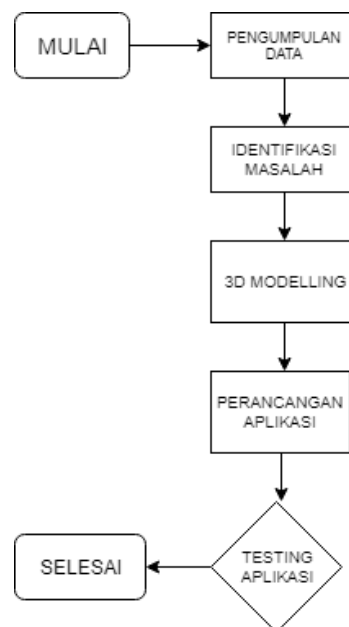 MULAI
PENGUMPULAN
DATA
IDENTIFIKASI
MASALAH
3D MODELLING
PERANCANGAN
APLIKASI
TESTING
APLIKASI
SELESAI